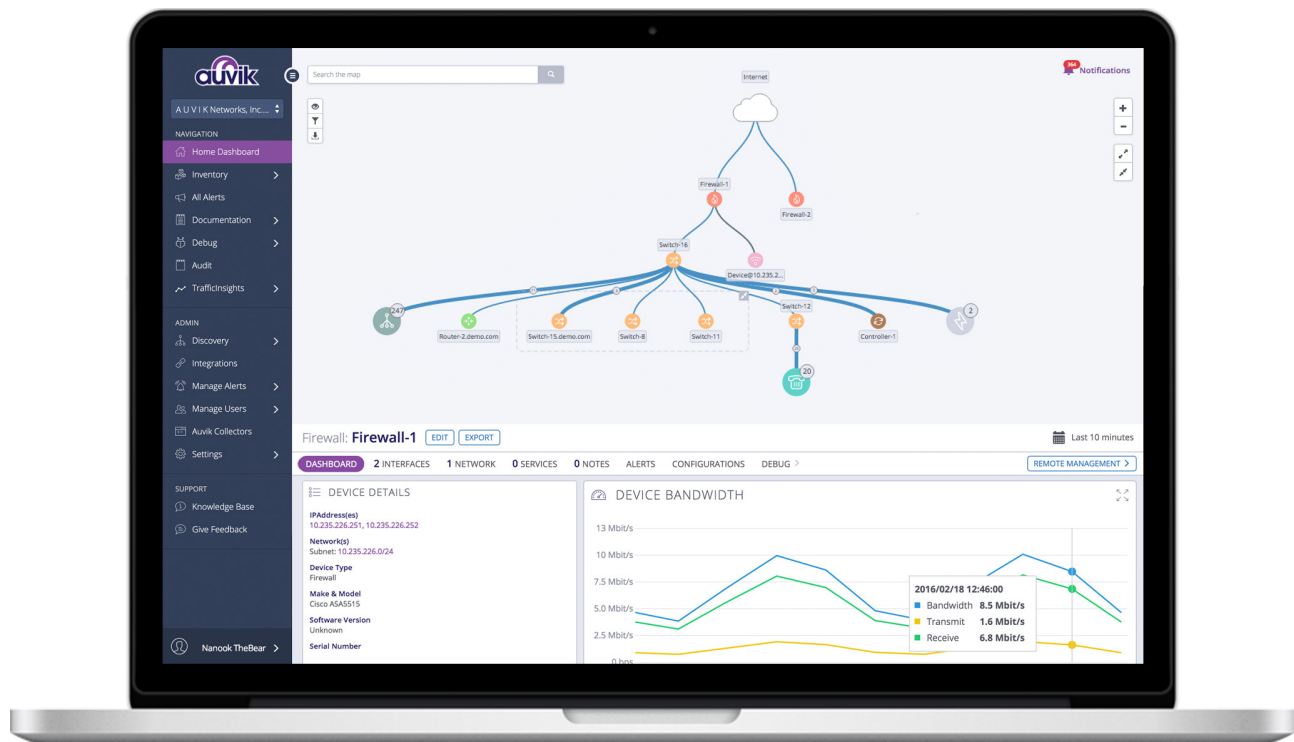 auvik
A U V I K Networks, Inc....
NAVIGATION
Home Dashboard
Inventory
All Alerts
Documentation
Debug
Audit
TrafficInsights
ADMIN
Discovery
Integrations
Manage Alerts
Manage Users
Auvik Collectors
Settings
SUPPORT
Knowledge Base
Give Feedback
Nanook TheBear
Search the map
364
Notifications
Internet
Firewall-1
Firewall-2
Switch-16
Device@10.235.2...
247
Router-2.demo.com
Switch-15.demo.com
Switch-8
Switch-11
Switch-12
Controller-1
2
20
Firewall: Firewall-1 EDIT EXPORT
Last 10 minutes
DASHBOARD 2 INTERFACES 1 NETWORK 0 SERVICES 0 NOTES ALERTS CONFIGURATIONS DEBUG
REMOTE MANAGEMENT
DEVICE DETAILS
IPAddress(es)
10.235.226.251, 10.235.226.252
Network(s)
Subnet: 10.235.226.0/24
Device Type
Firewall
Make & Model
Cisco ASA5515
Software Version
Unknown
Serial Number
DEVICE BANDWIDTH
13 Mbit/s
10 Mbit/s
7.5 Mbit/s
5.0 Mbit/s
2.5 Mbit/s
0 bps
2016/02/18 12:46:00
Bandwidth 8.5 Mbit/s
Transmit 1.6 Mbit/s
Receive 6.8 Mbit/s